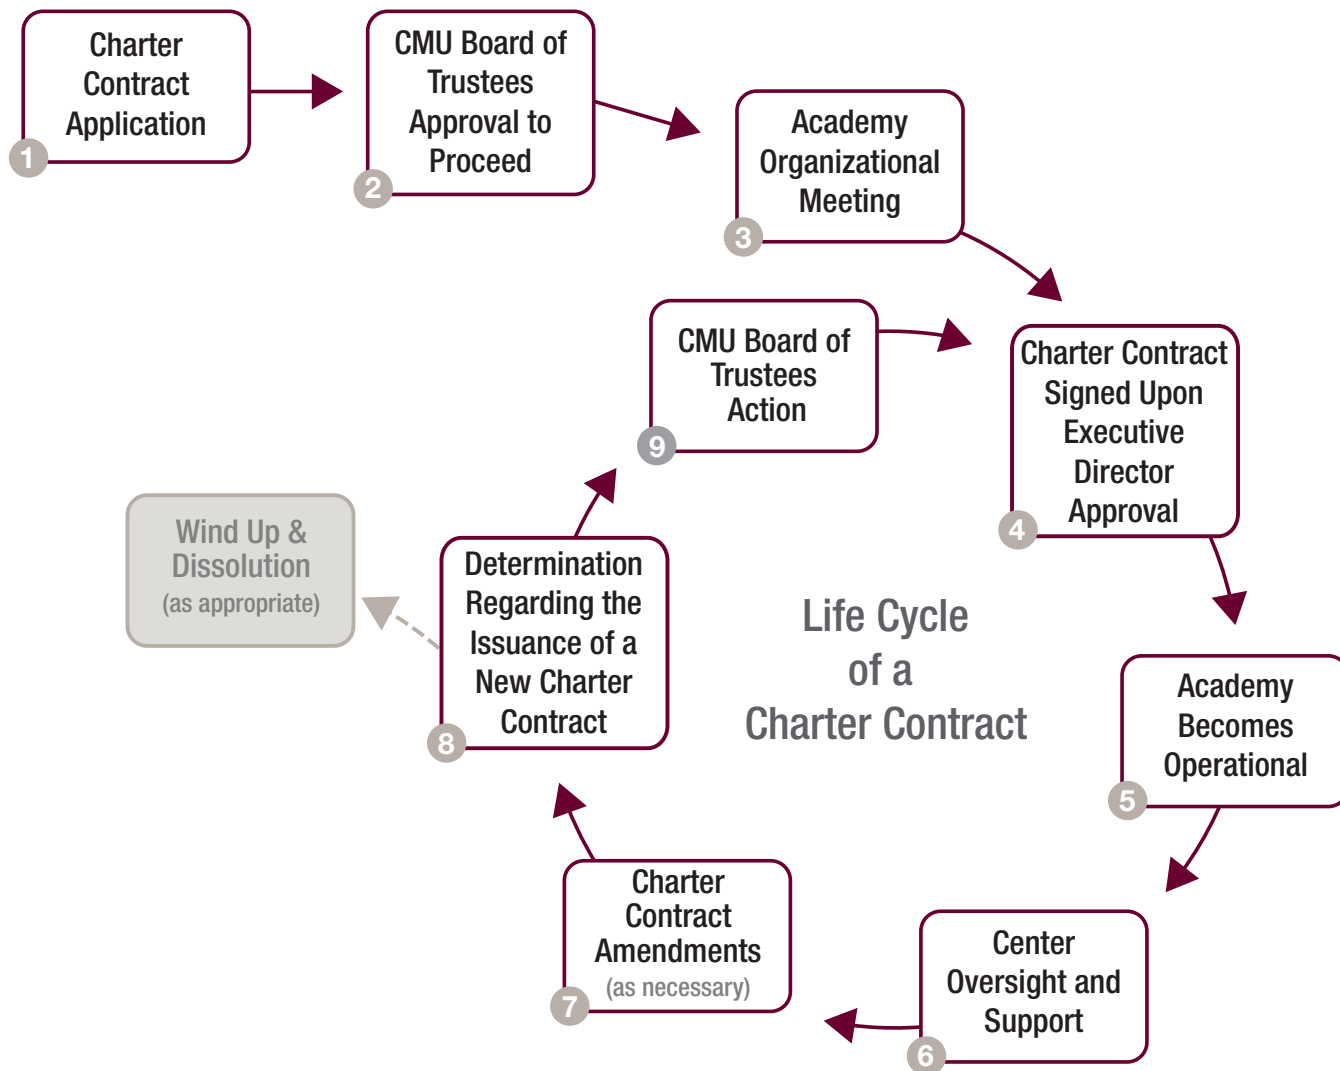 Charter
Contract
Application
1
CMU Board of
Trustees
Approval to
Proceed
2
Academy
Organizational
Meeting
3
Charter Contract
Signed Upon
Executive
Director
Approval
4
Academy
Becomes
Operational
5
Center
Oversight and
Support
6
Charter
Contract
Amendments
(as necessary)
7
Determination
Regarding the
Issuance of a
New Charter
Contract
8
Wind Up &
Dissolution
(as appropriate)
CMU Board of
Trustees
Action
9
Life Cycle
of a
Charter Contract